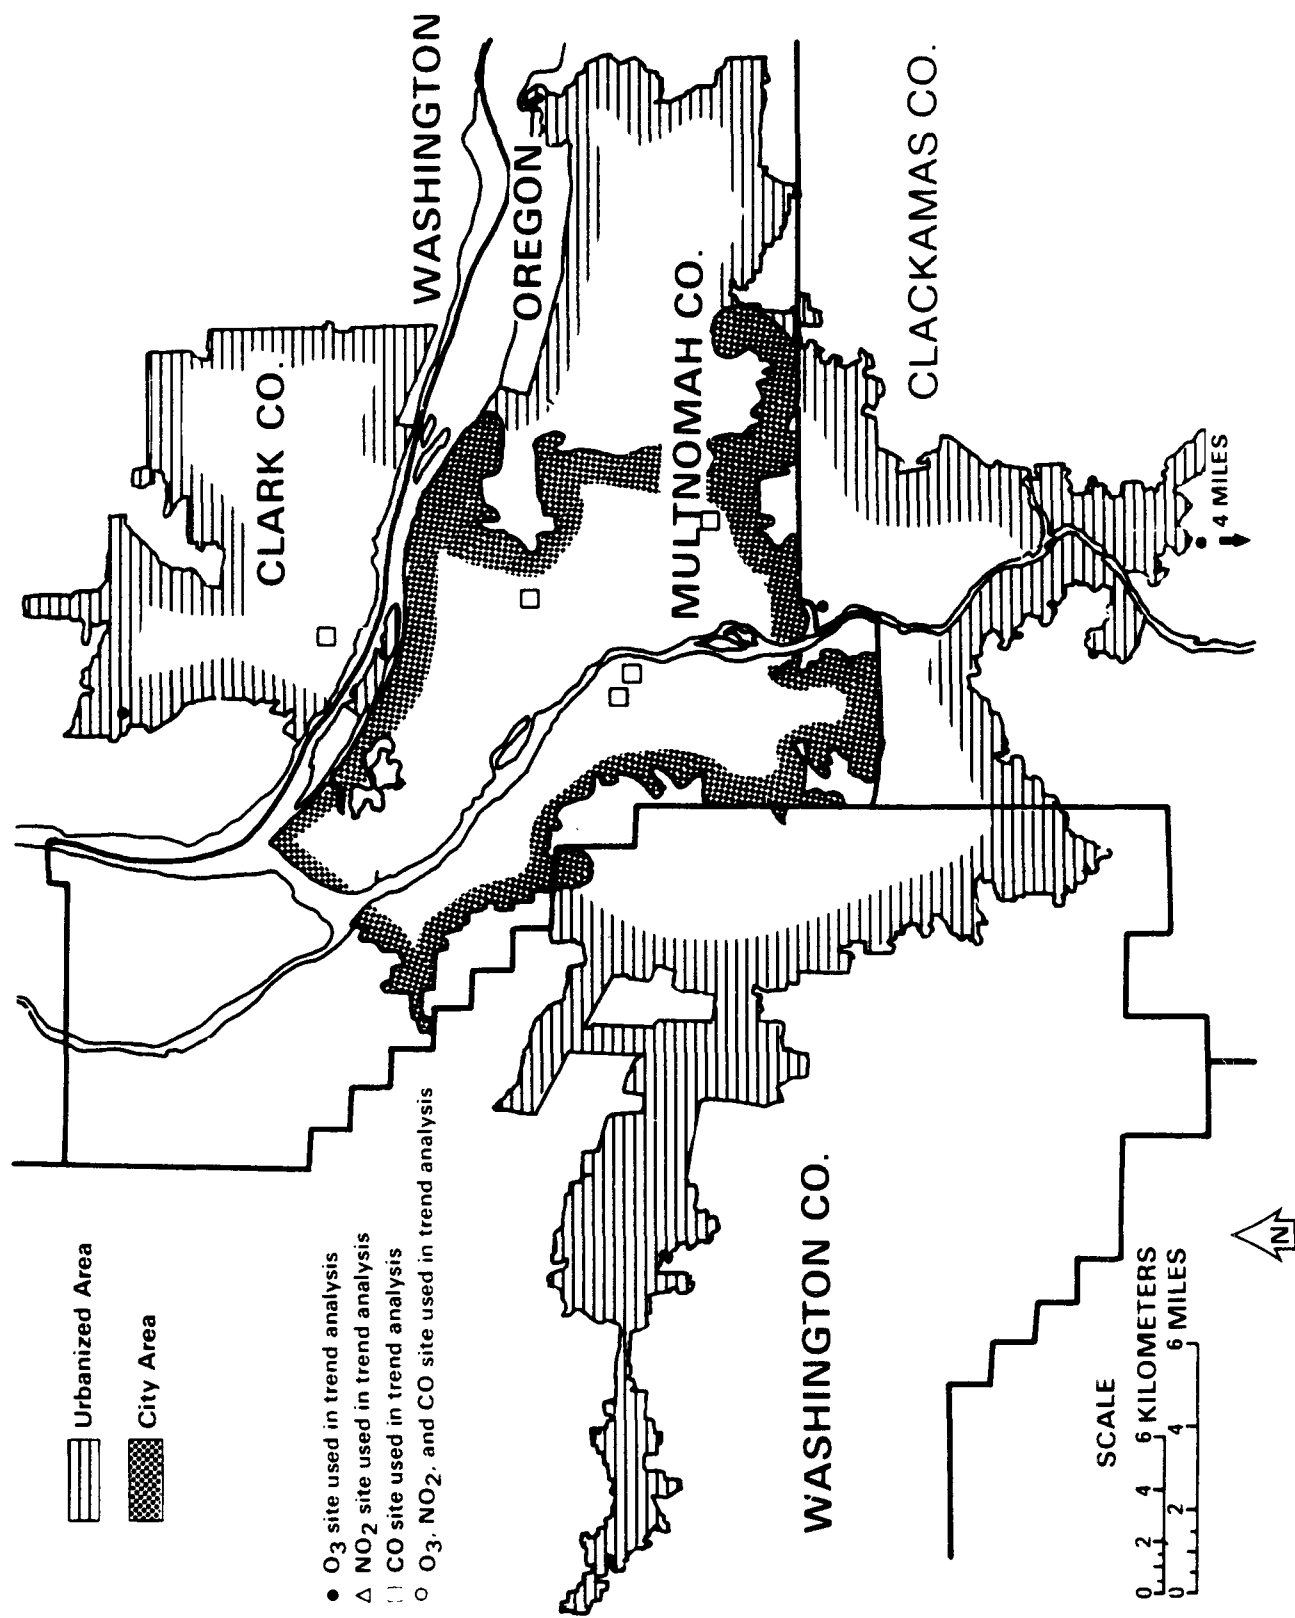 Urbanized Area
City Area
● O3 site used in trend analysis
△ NO2 site used in trend analysis
□ CO site used in trend analysis
○ O3, NO2, and CO site used in trend analysis
WASHINGTON
OREGON
CLARK CO.
MULTNOMAH CO.
CLACKAMAS CO.
WASHINGTON CO.
4 MILES
SCALE
0 2 4 6 KILOMETERS
0 2 4 6 MILES
N